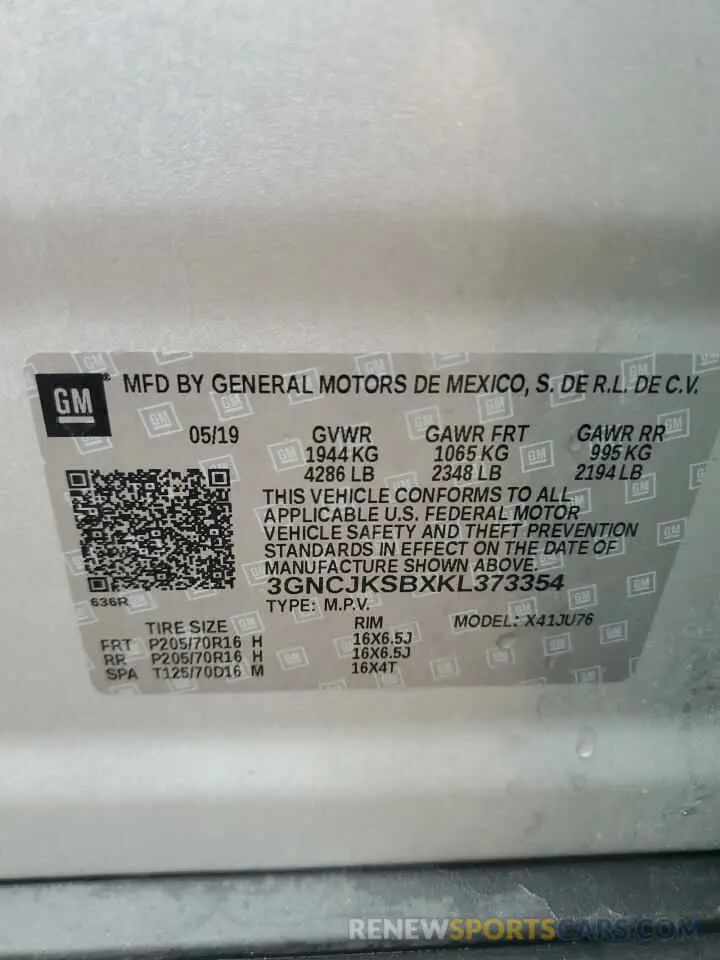 GM® MFD BY GENERAL MOTORS DE MEXICO, S. DE R.L. DE C.V.
05/19 GVWR GAWR FRT GAWR RR
1944 KG 1065 KG 995 KG
4286 LB 2348 LB 2194 LB
THIS VEHICLE CONFORMS TO ALL
APPLICABLE U.S. FEDERAL MOTOR
VEHICLE SAFETY AND THEFT PREVENTION
STANDARDS IN EFFECT ON THE DATE OF
MANUFACTURE SHOWN ABOVE.
3GNCJKSBXKL373354
636R TYPE: M.P.V. MODEL: X41JU76
TIRE SIZE RIM
FRT P205/70R16 H 16X6.5J
RR P205/70R16 H 16X6.5J
SPA T125/70D16 M 16X4T
RENEWSPORTSCARS.COM